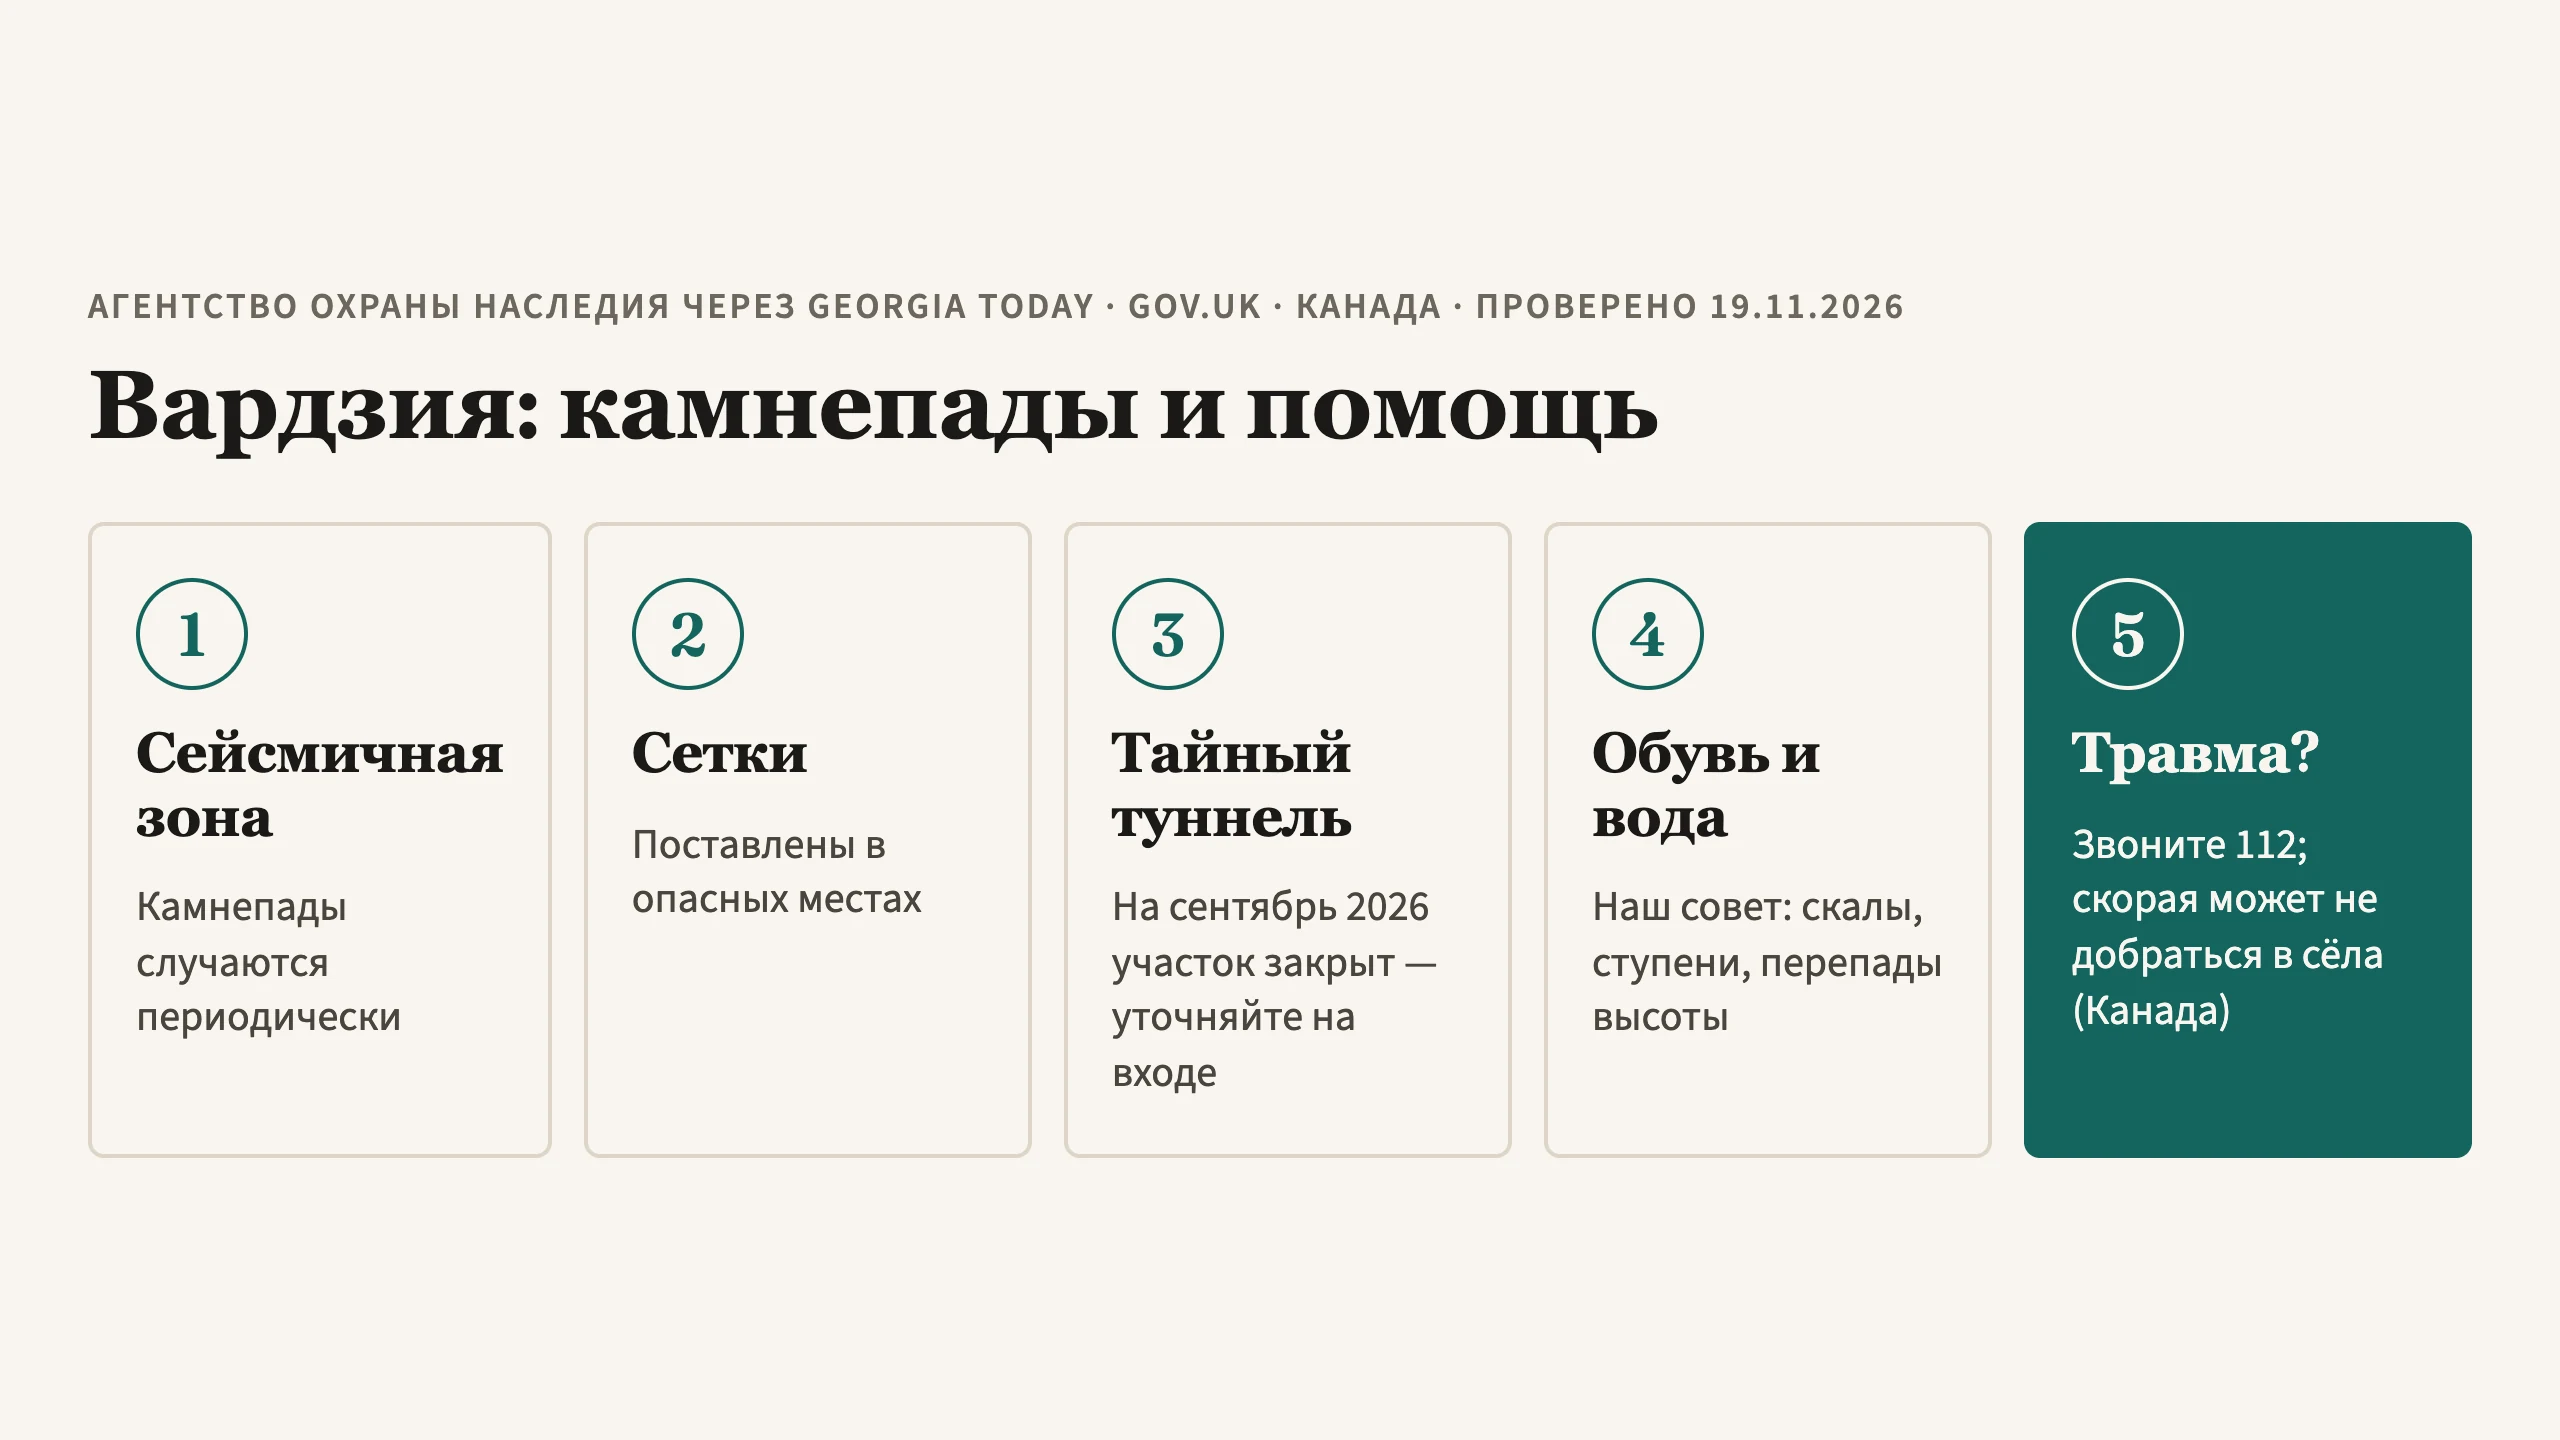 АГЕНТСТВО ОХРАНЫ НАСЛЕДИЯ ЧЕРЕЗ GEORGIA TODAY · GOV.UK · КАНАДА · ПРОВЕРЕНО 19.11.2026
Вардзия: камнепады и помощь
1
Сейсмичная
зона
Камнепады
случаются
периодически
2
Сетки
Поставлены в
опасных местах
3
Тайный
туннель
На сентябрь 2026
участок закрыт —
уточняйте на
входе
4
Обувь и
вода
Наш совет: скалы,
ступени, перепады
высоты
5
Травма?
Звоните 112;
скорая может не
добраться в сёла
(Канада)